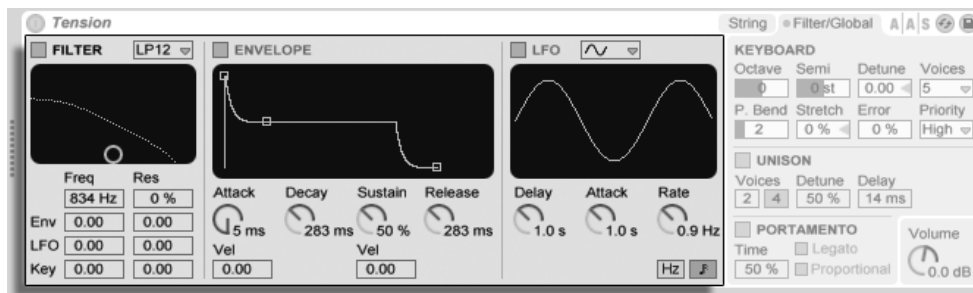 Tension
String Filter/Global AAS
FILTER LP12
ENVELOPE
LFO
KEYBOARD
Octave Semi Detune Voices
0 0 st 0.00 5
P. Bend Stretch Error Priority
2 0 % 0 % High
Freq Res
834 Hz 0 %
Env 0.00 0.00
LFO 0.00 0.00
Key 0.00 0.00
Attack Decay Sustain Release
5 ms 283 ms 50 % 283 ms
Vel Vel
0.00 0.00
Delay Attack Rate
1.0 s 1.0 s 0.9 Hz
Hz
UNISON
Voices Detune Delay
2 4 50 % 14 ms
PORTAMENTO
Time Legato
50 % Proportional
Volume
0.0 dB